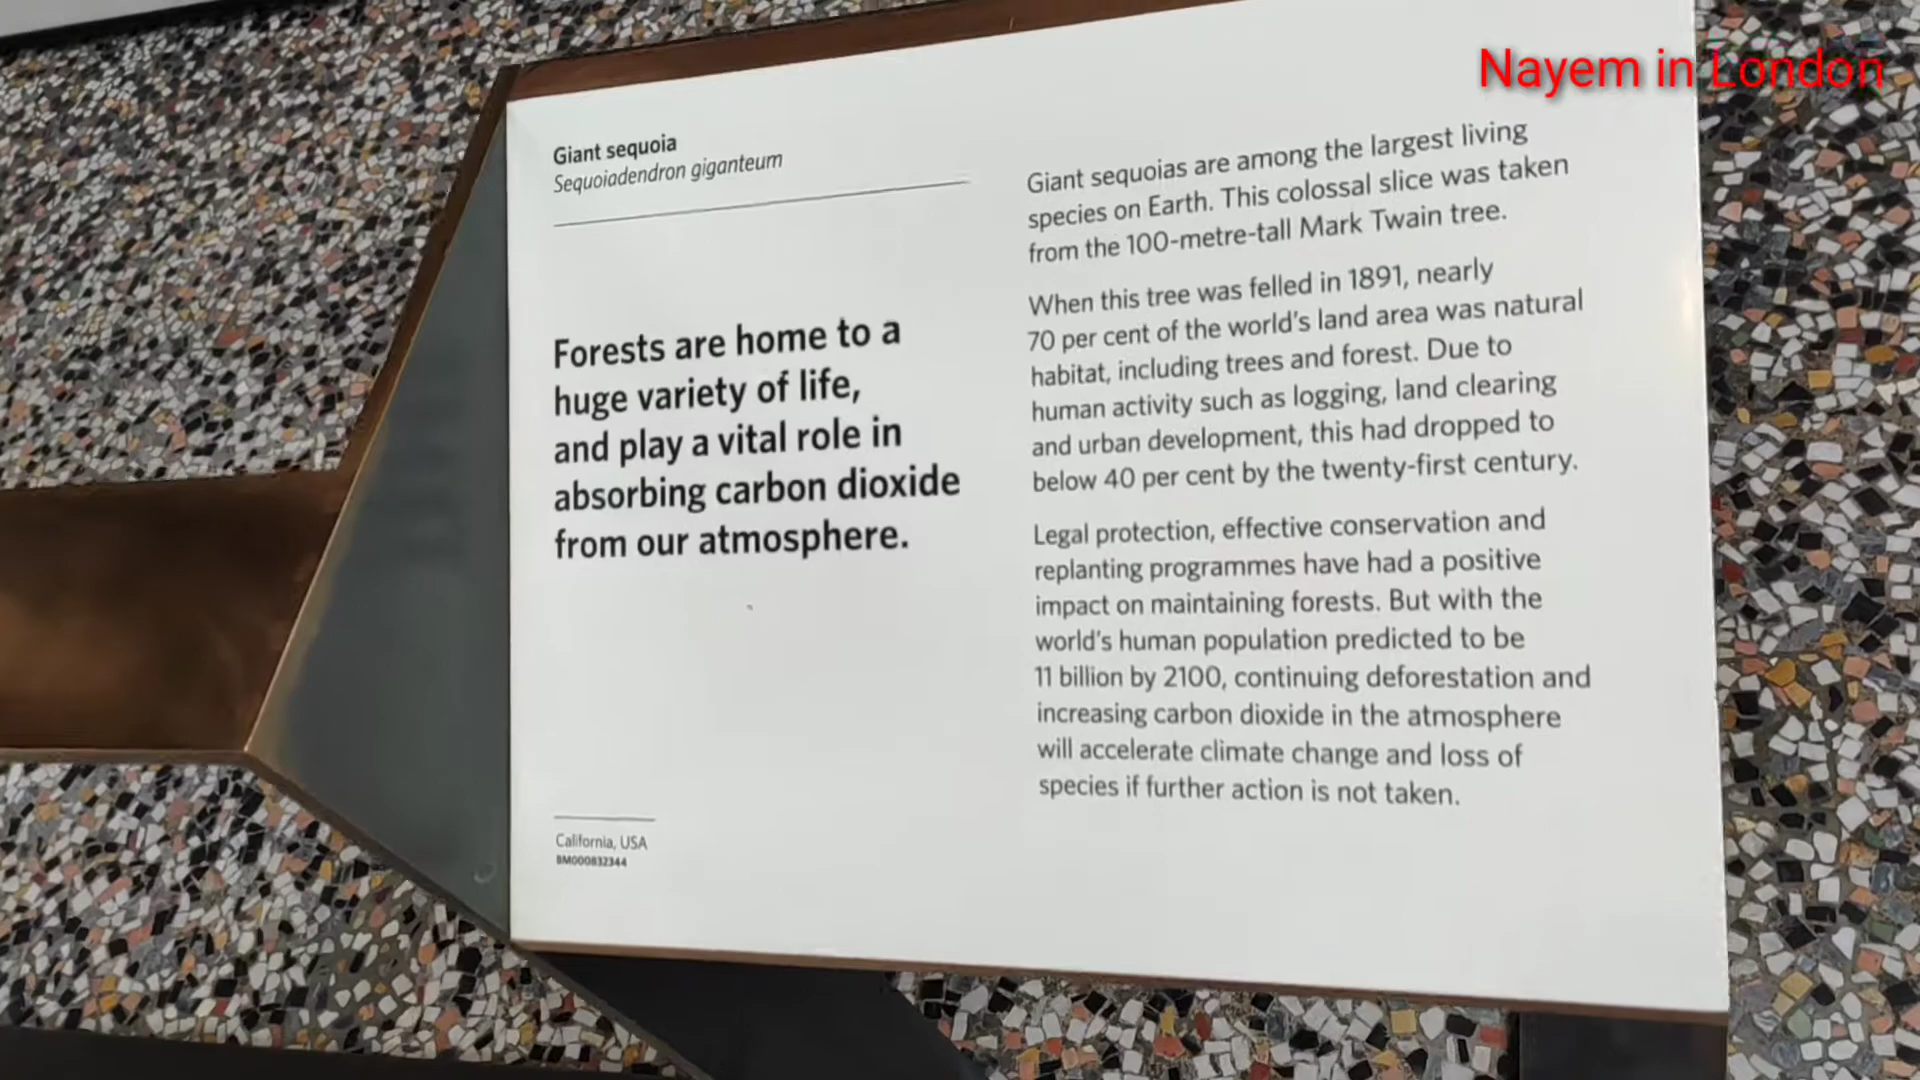 Nayem in London
Giant sequoia
Sequoiadendron giganteum
Forests are home to a
huge variety of life,
and play a vital role in
absorbing carbon dioxide
from our atmosphere.
California, USA
BM000832344
Giant sequoias are among the largest living
species on Earth. This colossal slice was taken
from the 100-metre-tall Mark Twain tree.
When this tree was felled in 1891, nearly
70 per cent of the world's land area was natural
habitat, including trees and forest. Due to
human activity such as logging, land clearing
and urban development, this had dropped to
below 40 per cent by the twenty-first century.
Legal protection, effective conservation and
replanting programmes have had a positive
impact on maintaining forests. But with the
world's human population predicted to be
11 billion by 2100, continuing deforestation and
increasing carbon dioxide in the atmosphere
will accelerate climate change and loss of
species if further action is not taken.